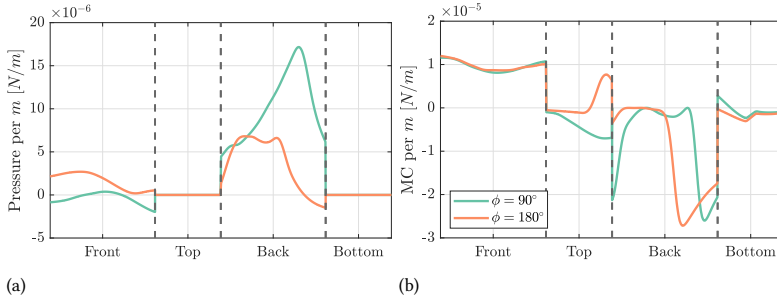 ×10⁻⁶
20
15
10
5
0
-5
Pressure per m [N/m]
Front Top Back Bottom
(a)
×10⁻⁵
2
1
0
-1
-2
-3
MC per m [N/m]
ϕ = 90°
ϕ = 180°
Front Top Back Bottom
(b)